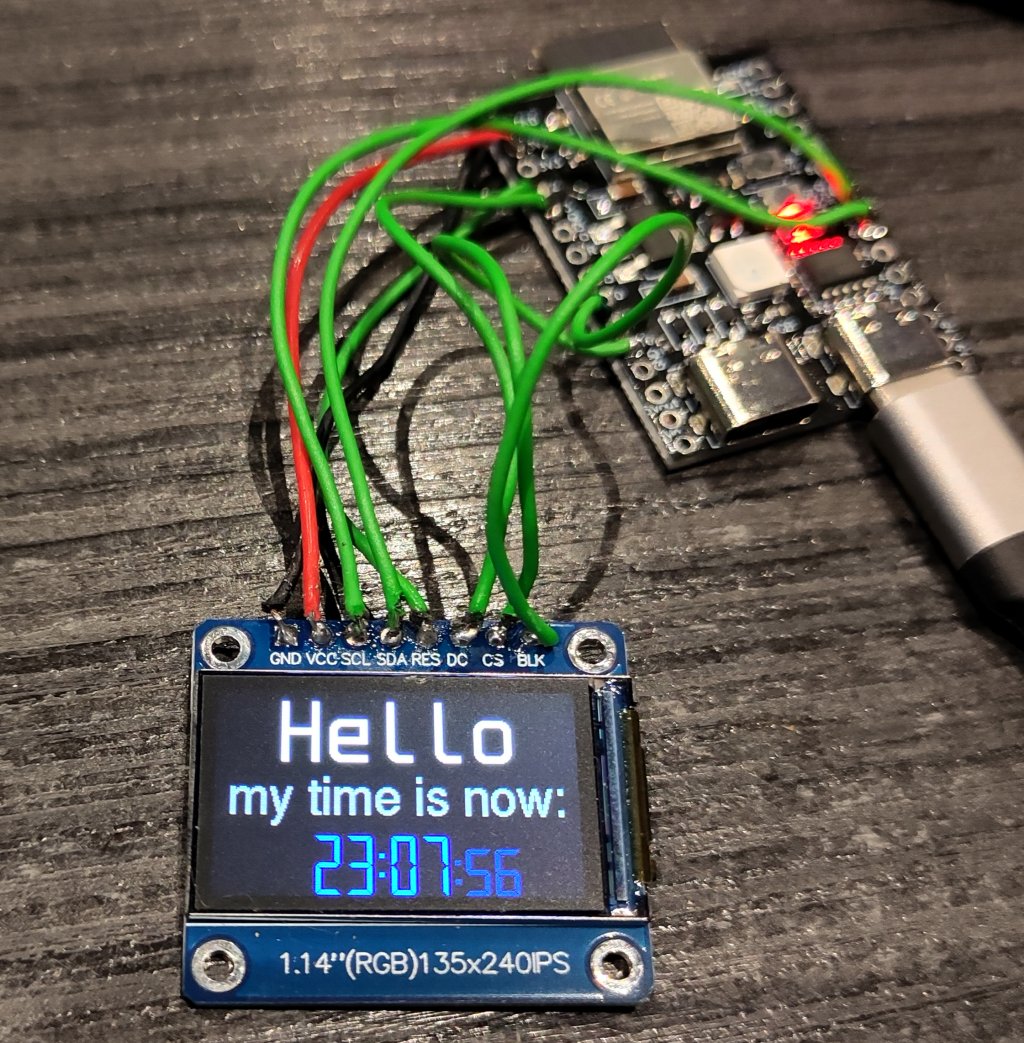 GND VCC SCL SDA RES DC CS BLK
Hello
my time is now:
23:07:56
1.14"(RGB)135x240IPS